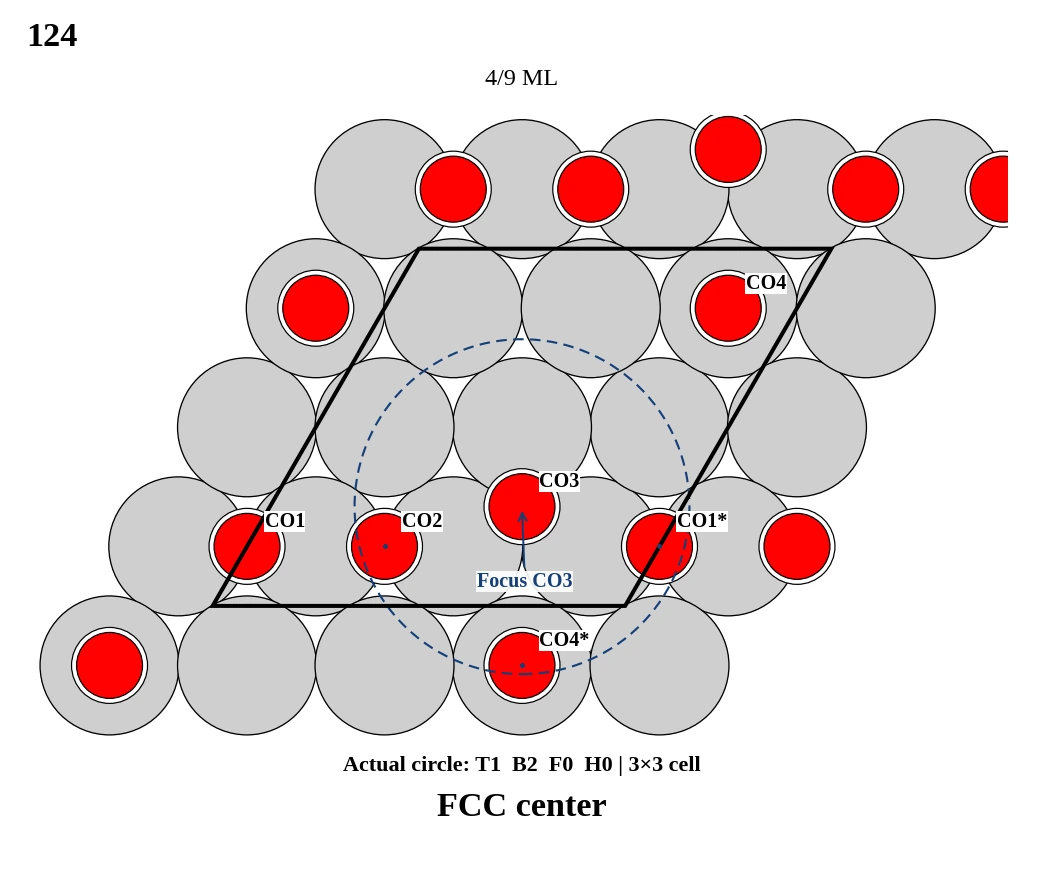 124
4/9 ML
CO4
CO3
CO1
CO2
CO1*
Focus CO3
CO4*
Actual circle: T1  B2  F0  H0 | 3×3 cell
FCC center